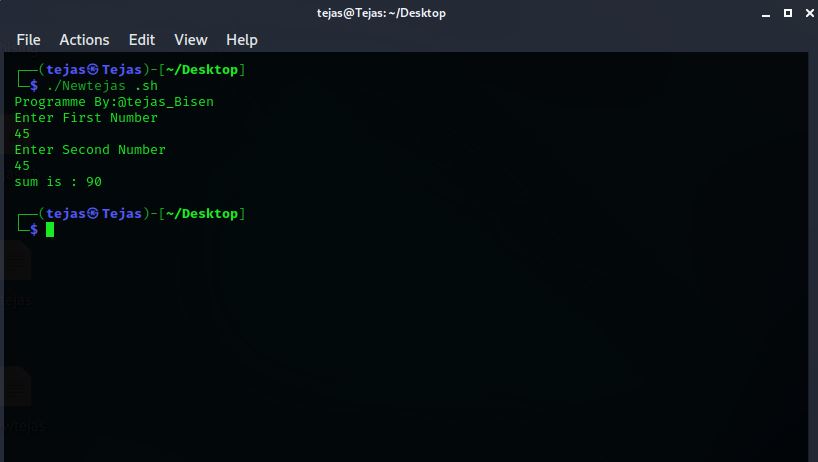 tejas@Tejas: ~/Desktop
File Actions Edit View Help
┌──(tejas㉿Tejas)-[~/Desktop]
└─$ ./Newtejas .sh
Programme By:@tejas_Bisen
Enter First Number
45
Enter Second Number
45
sum is : 90
┌──(tejas㉿Tejas)-[~/Desktop]
└─$